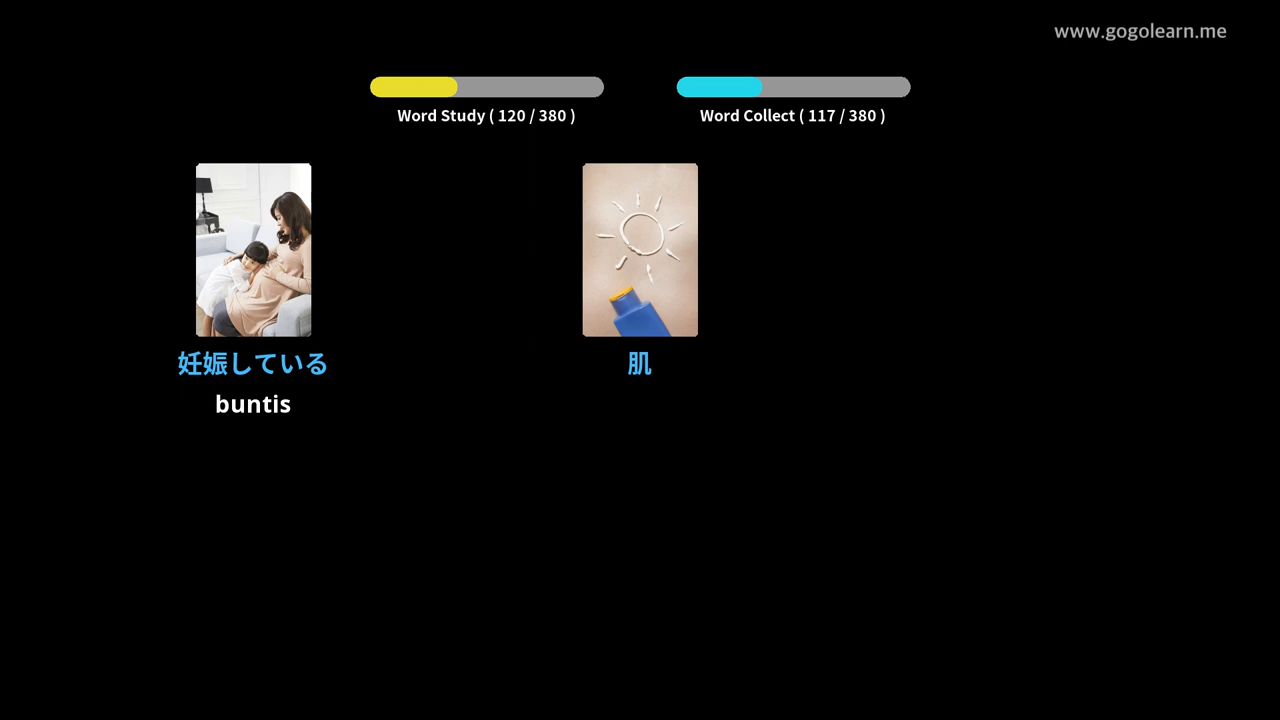 www.gogolearn.me
Word Study ( 120 / 380 )
Word Collect ( 117 / 380 )
妊娠している
buntis
肌